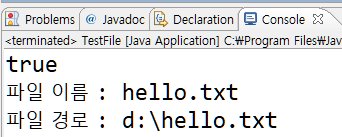 Problems @ Javadoc Declaration Console
<terminated> TestFile [Java Application] C:₩Program Files₩Jav
true
파일 이름 : hello.txt
파일 경로 : d:\hello.txt